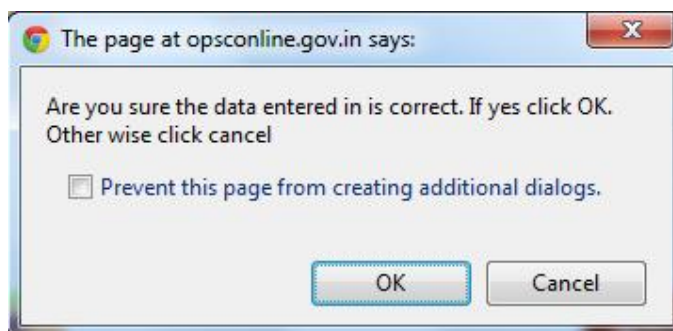 The page at opsconline.gov.in says:
X
Are you sure the data entered in is correct. If yes click OK.
Other wise click cancel
Prevent this page from creating additional dialogs.
OK Cancel